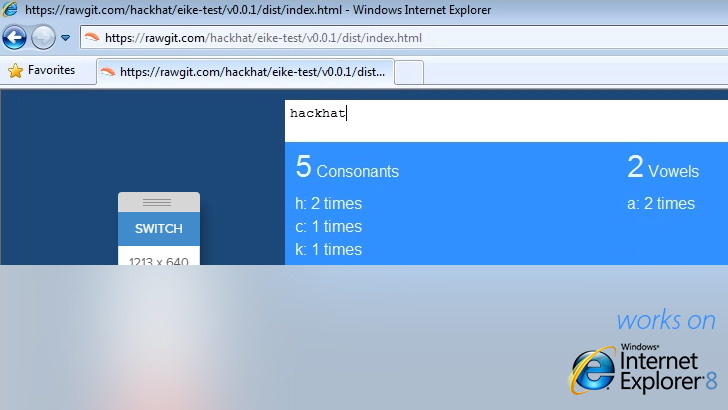 https://rawgit.com/hackhat/eike-test/v0.0.1/dist/index.html - Windows Internet Explorer
https://rawgit.com/hackhat/eike-test/v0.0.1/dist/index.html
Favorites
https://rawgit.com/hackhat/eike-test/v0.0.1/dist...
hackhat
5 Consonants
2 Vowels
h: 2 times
a: 2 times
c: 1 times
k: 1 times
SWITCH
1213 x 640
works on
Windows®
Internet
Explorer 8